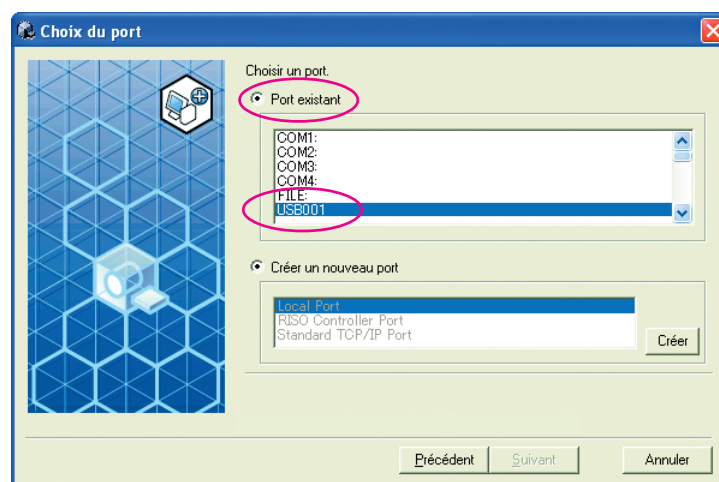 Choix du port
Choisir un port.
Port existant
COM1:
COM2:
COM3:
COM4:
FILE:
USB001
Créer un nouveau port
Local Port
RISO Controller Port
Standard TCP/IP Port
Créer
Précédent
Suivant
Annuler